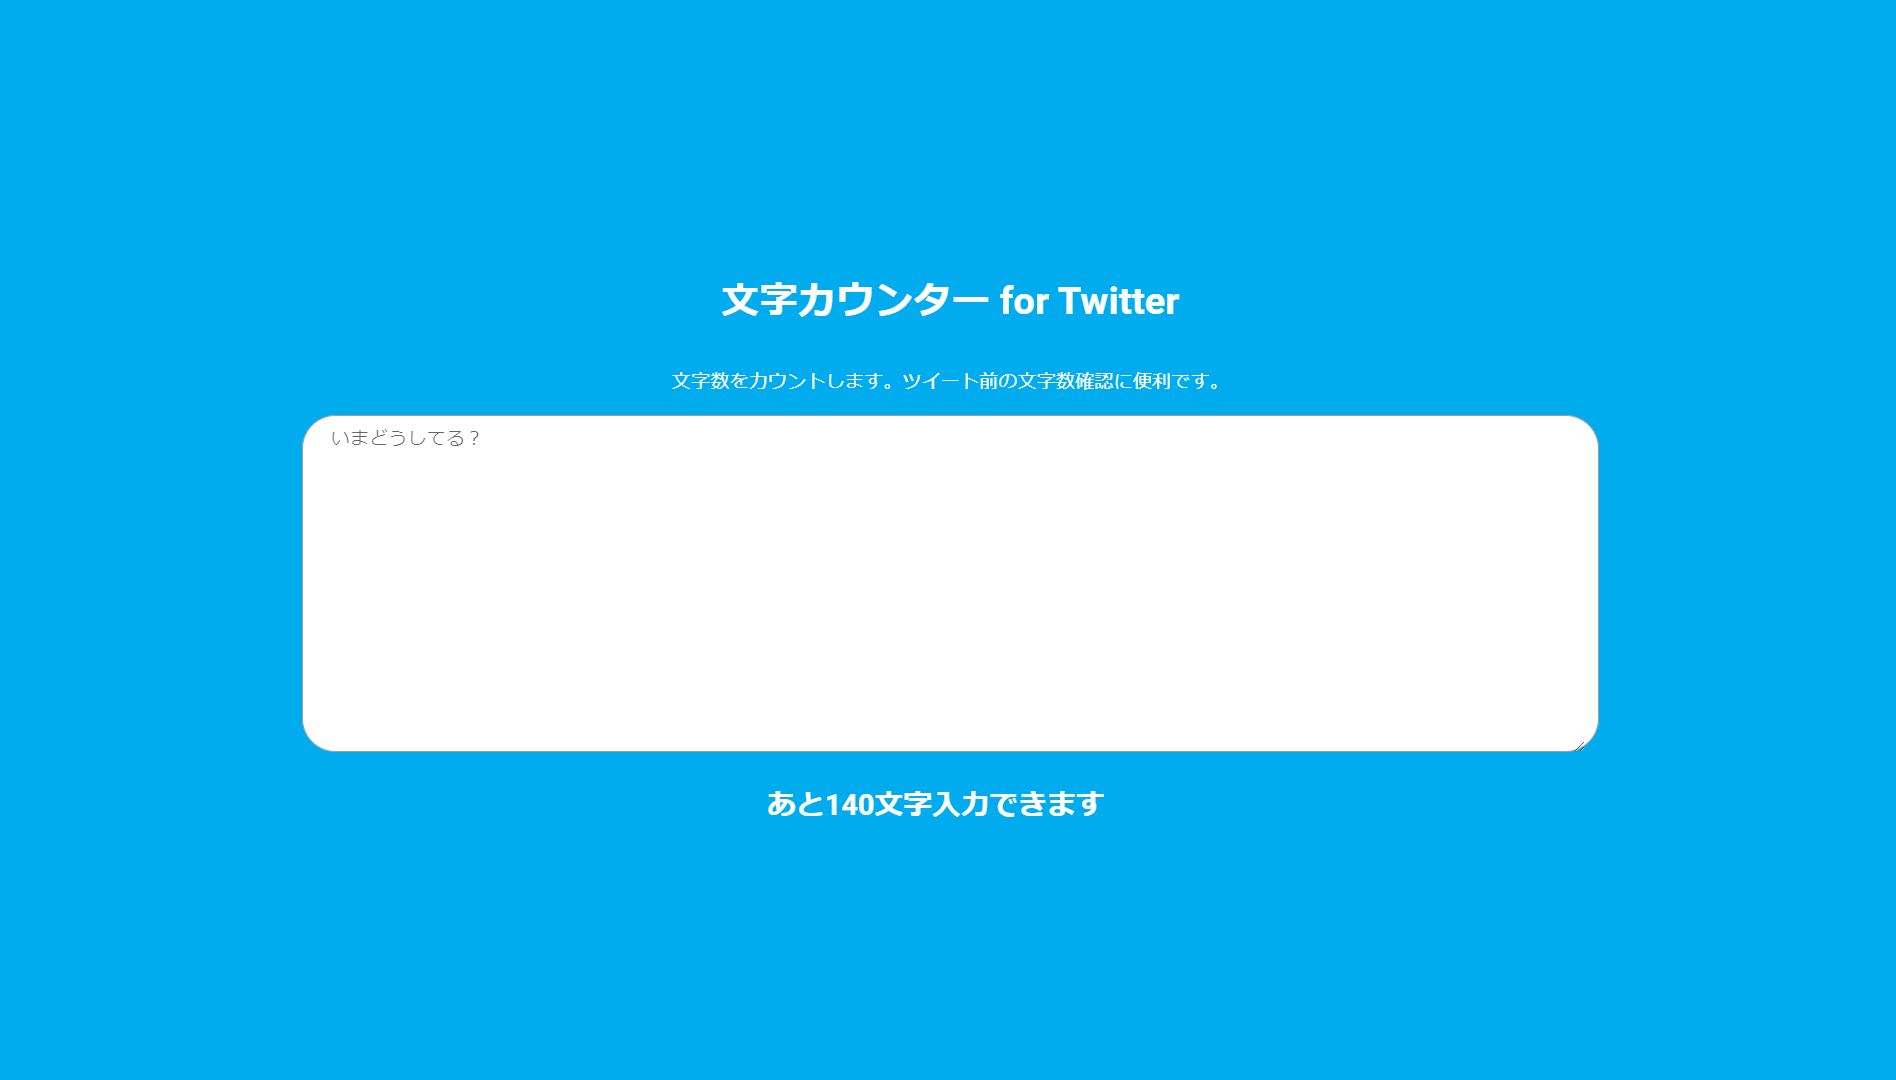 文字カウンター for Twitter
文字数をカウントします。ツイート前の文字数確認に便利です。
いまどうしてる？
あと140文字入力できます